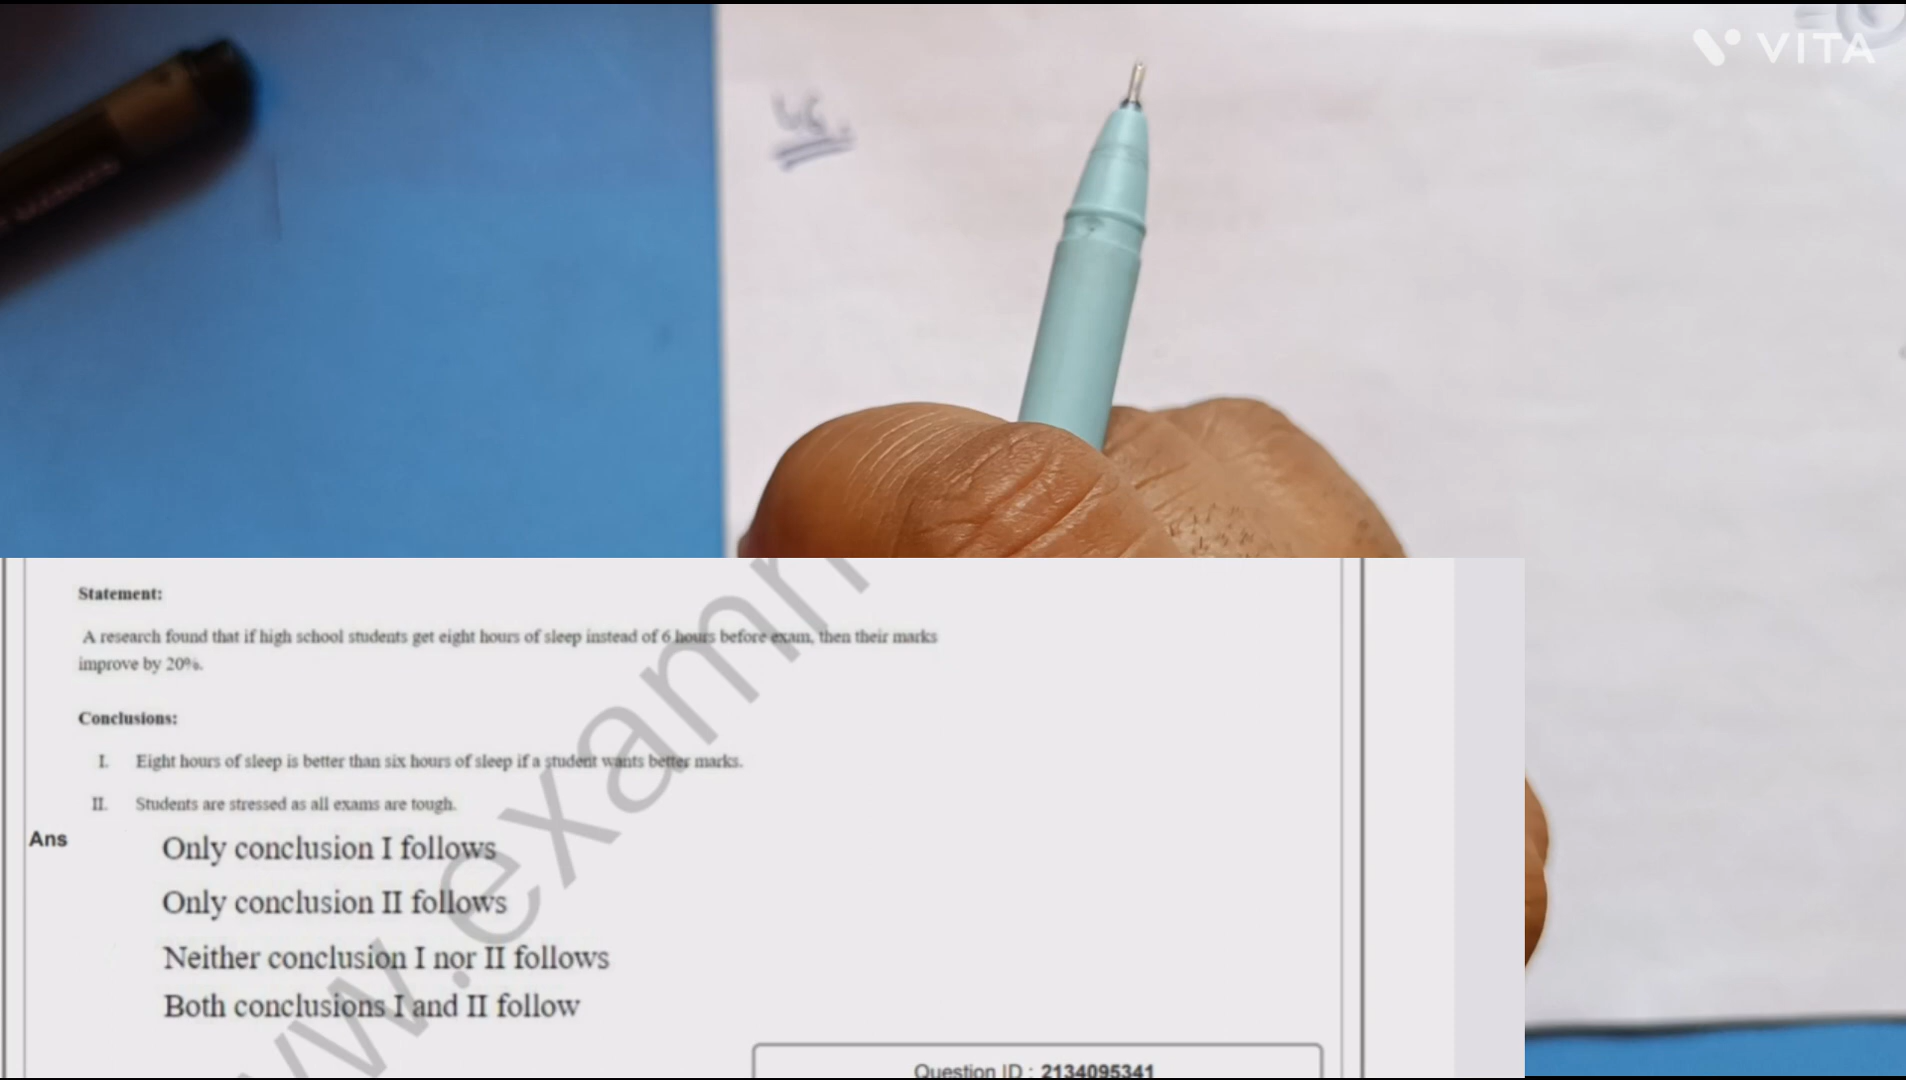 VITA
46.
Statement:
A research found that if high school students get eight hours of sleep instead of 6 hours before exam, then their marks
improve by 20%.
Conclusions:
I. Eight hours of sleep is better than six hours of sleep if a student wants better marks.
II. Students are stressed as all exams are tough.
Ans
Only conclusion I follows
Only conclusion II follows
Neither conclusion I nor II follows
Both conclusions I and II follow
Question ID : 2134095341